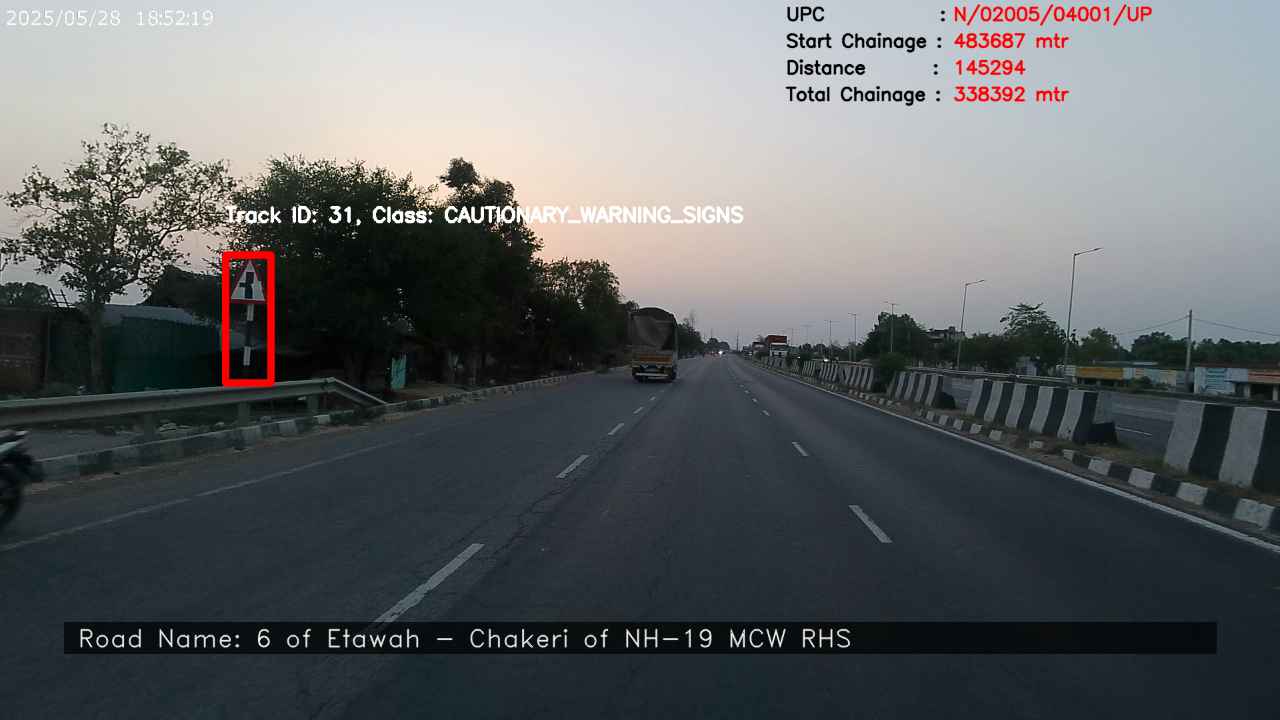 2025/05/28 18:52:19
UPC : N/02005/04001/UP
Start Chainage : 483687 mtr
Distance : 145294
Total Chainage : 338392 mtr
Track ID: 31, Class: CAUTIONARY_WARNING_SIGNS
Road Name: 6 of Etawah - Chakeri of NH-19 MCW RHS